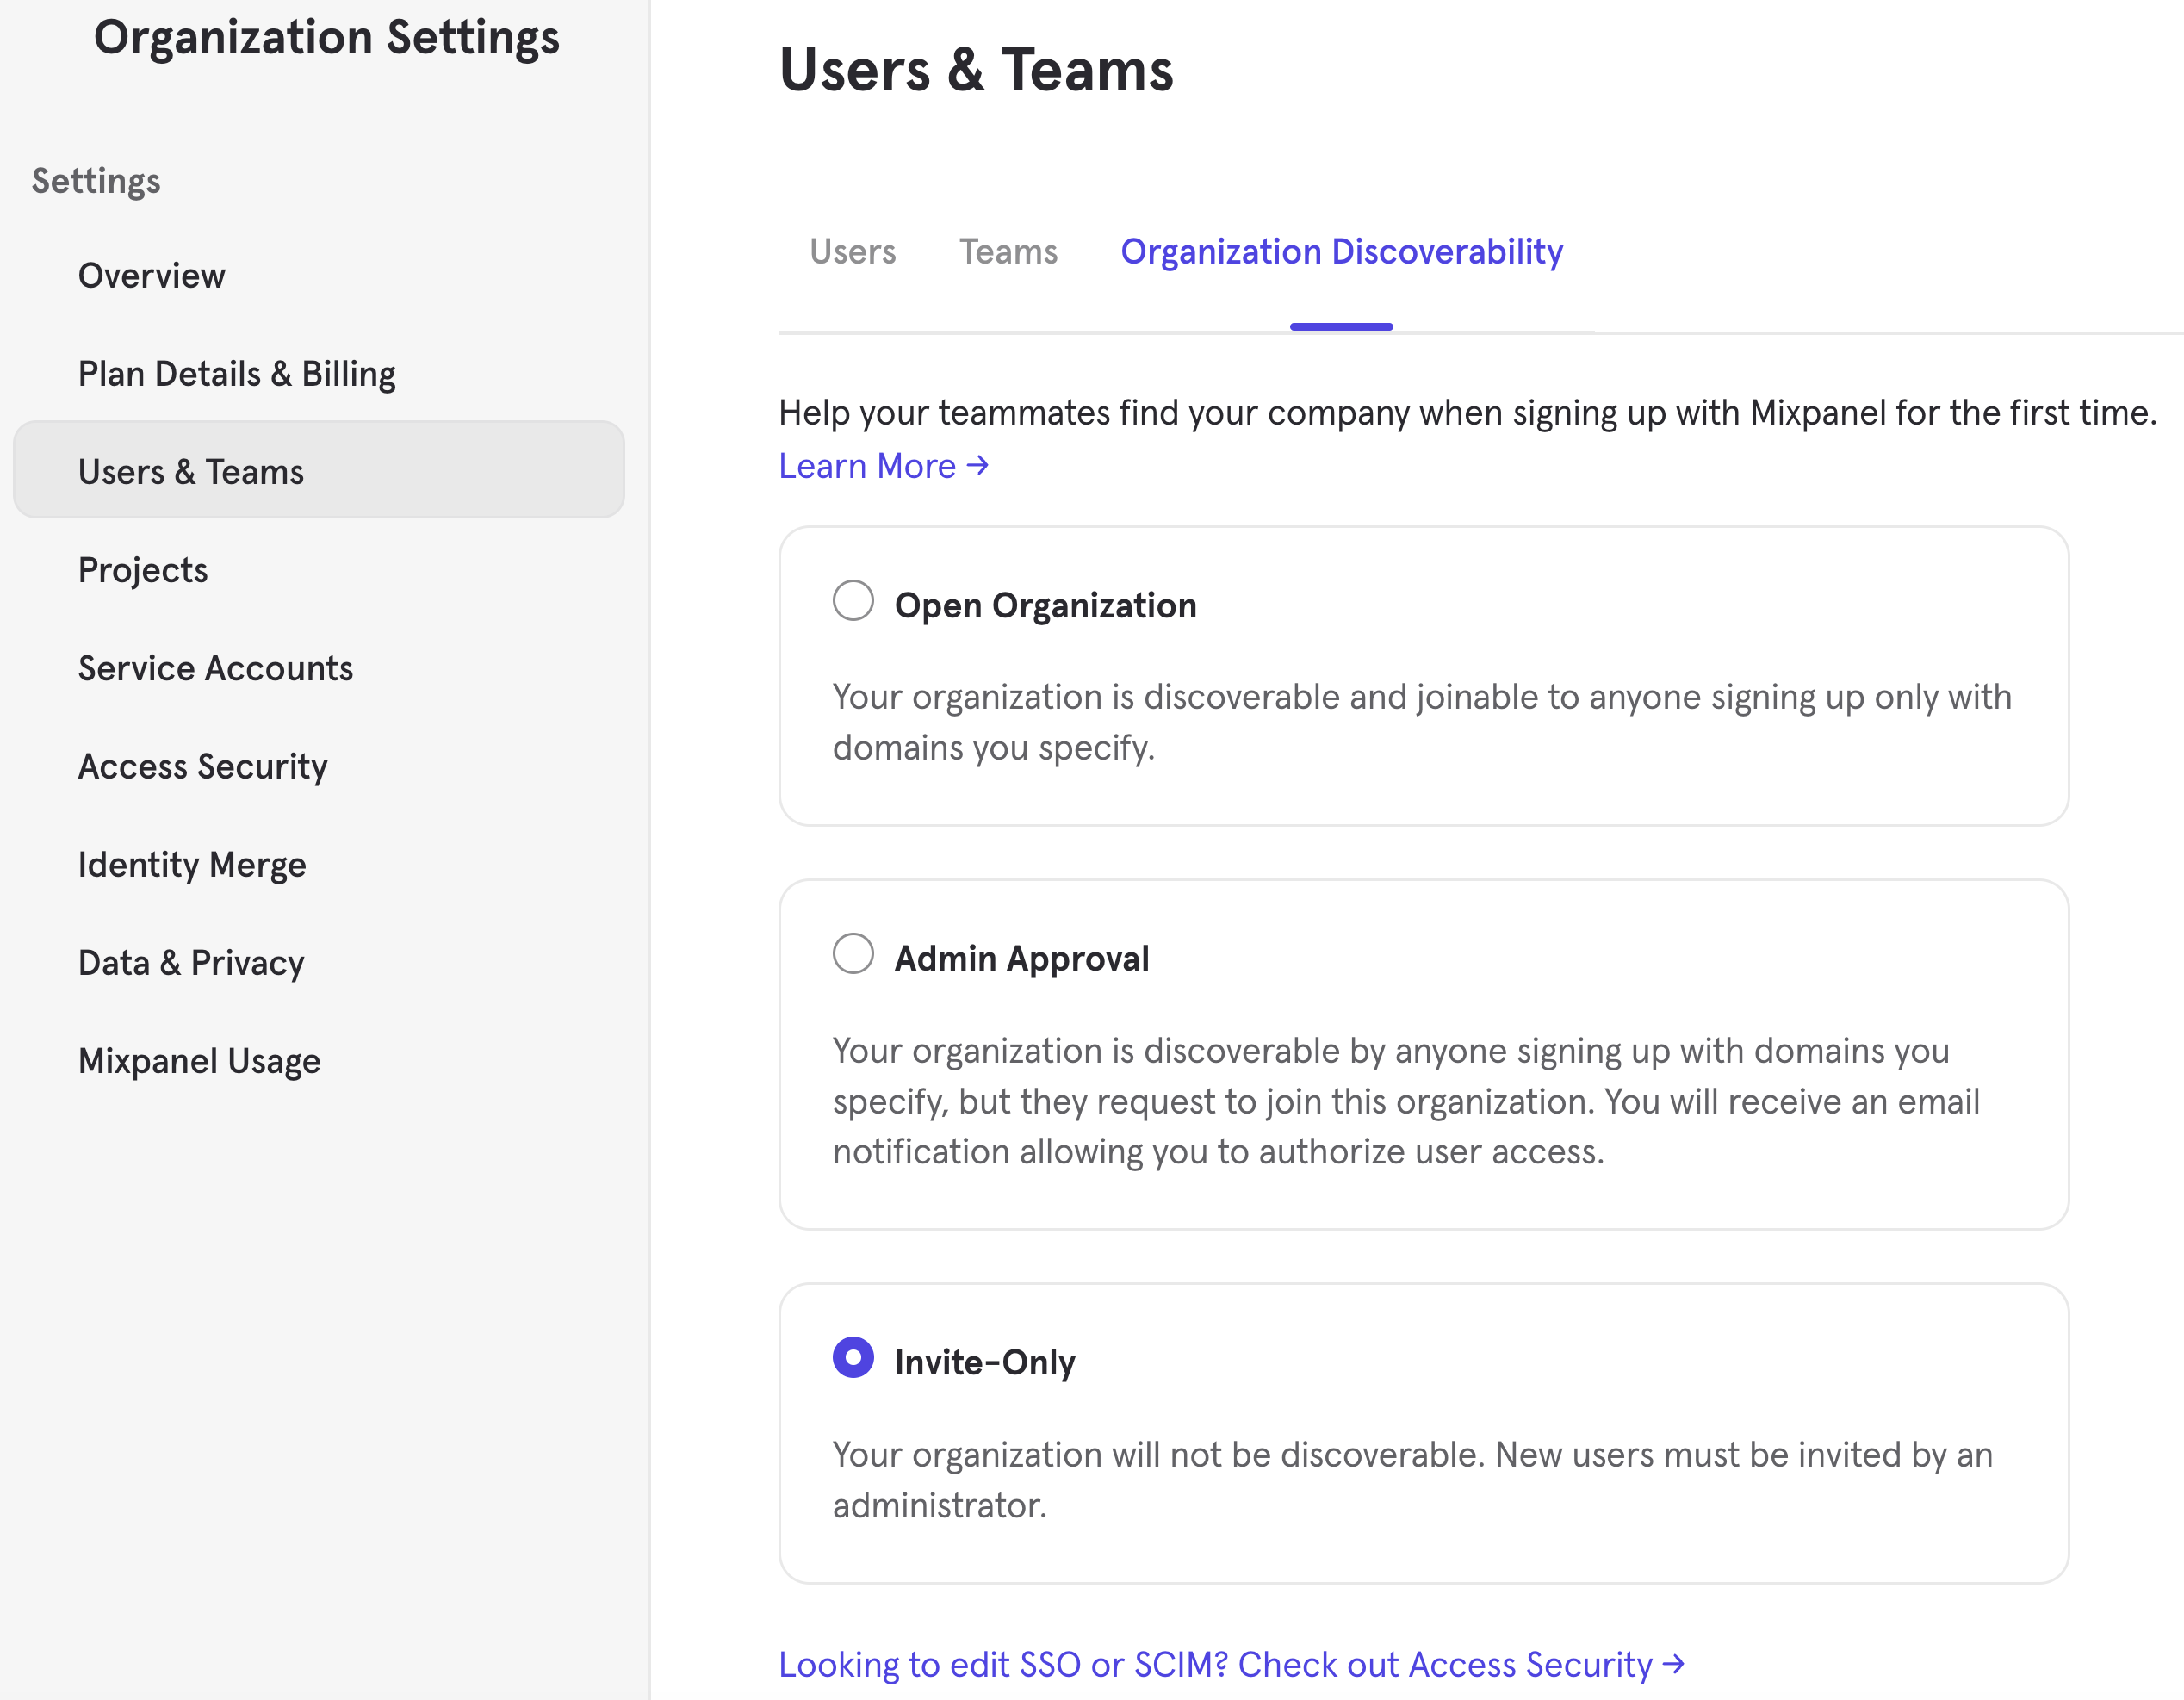 Organization Settings
Settings
Overview
Plan Details & Billing
Users & Teams
Projects
Service Accounts
Access Security
Identity Merge
Data & Privacy
Mixpanel Usage
Users & Teams
Users Teams Organization Discoverability
Help your teammates find your company when signing up with Mixpanel for the first time.
Learn More →
Open Organization
Your organization is discoverable and joinable to anyone signing up only with
domains you specify.
Admin Approval
Your organization is discoverable by anyone signing up with domains you
specify, but they request to join this organization. You will receive an email
notification allowing you to authorize user access.
Invite-Only
Your organization will not be discoverable. New users must be invited by an
administrator.
Looking to edit SSO or SCIM? Check out Access Security →